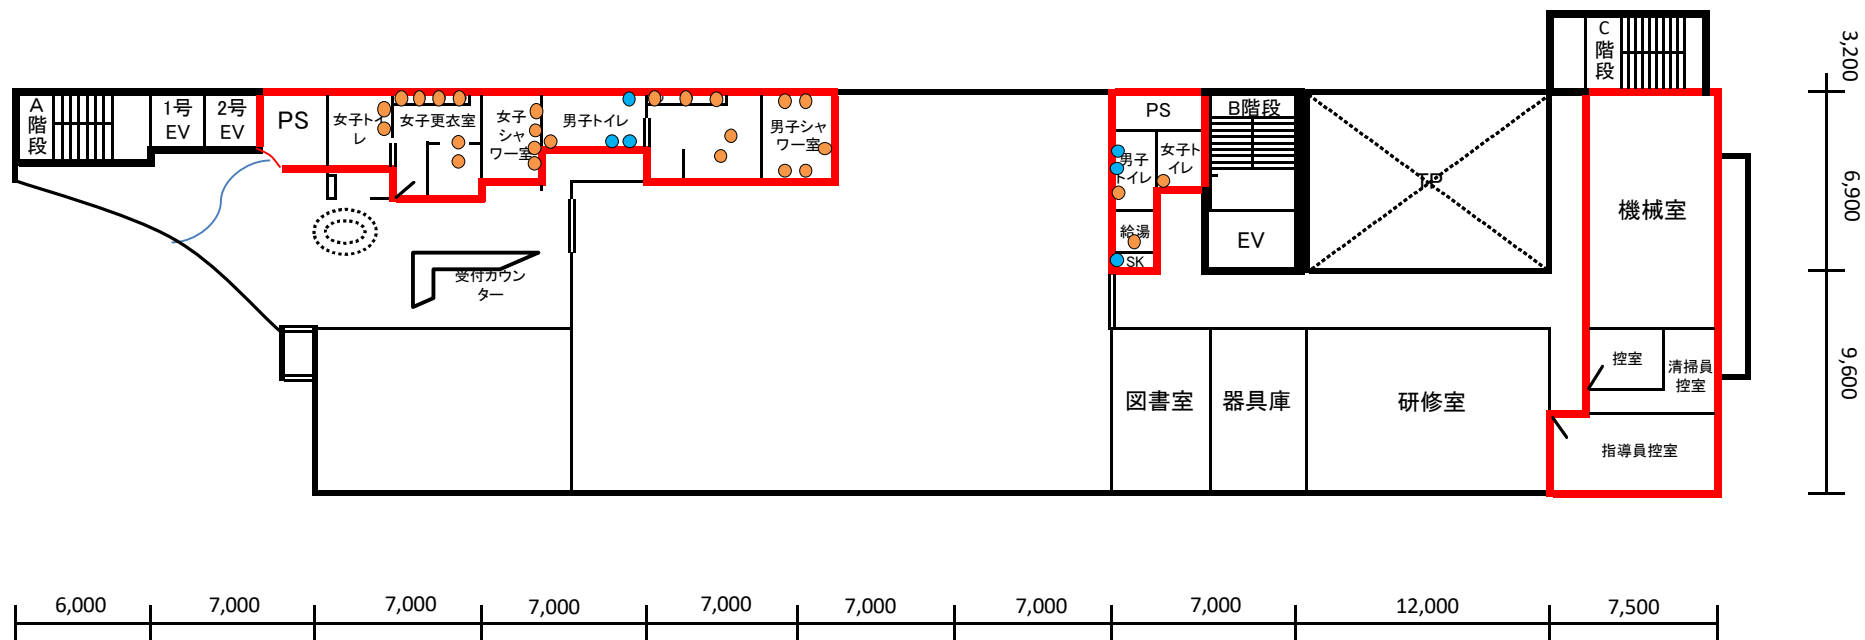 C
階
段
3,200
A
階
段
1号
EV
2号
EV
PS
女子トイ
レ
女子更衣室
女子
シャ
ワー室
男子トイレ
男子シャ
ワー室
PS
B階段
男子
トイレ
女子ト
イレ
給湯
SK
EV
機械室
6,900
受付カウン
ター
図書室
器具庫
研修室
控室
清掃員
控室
指導員控室
9,600
6,000
7,000
7,000
7,000
7,000
7,000
7,000
7,000
12,000
7,500